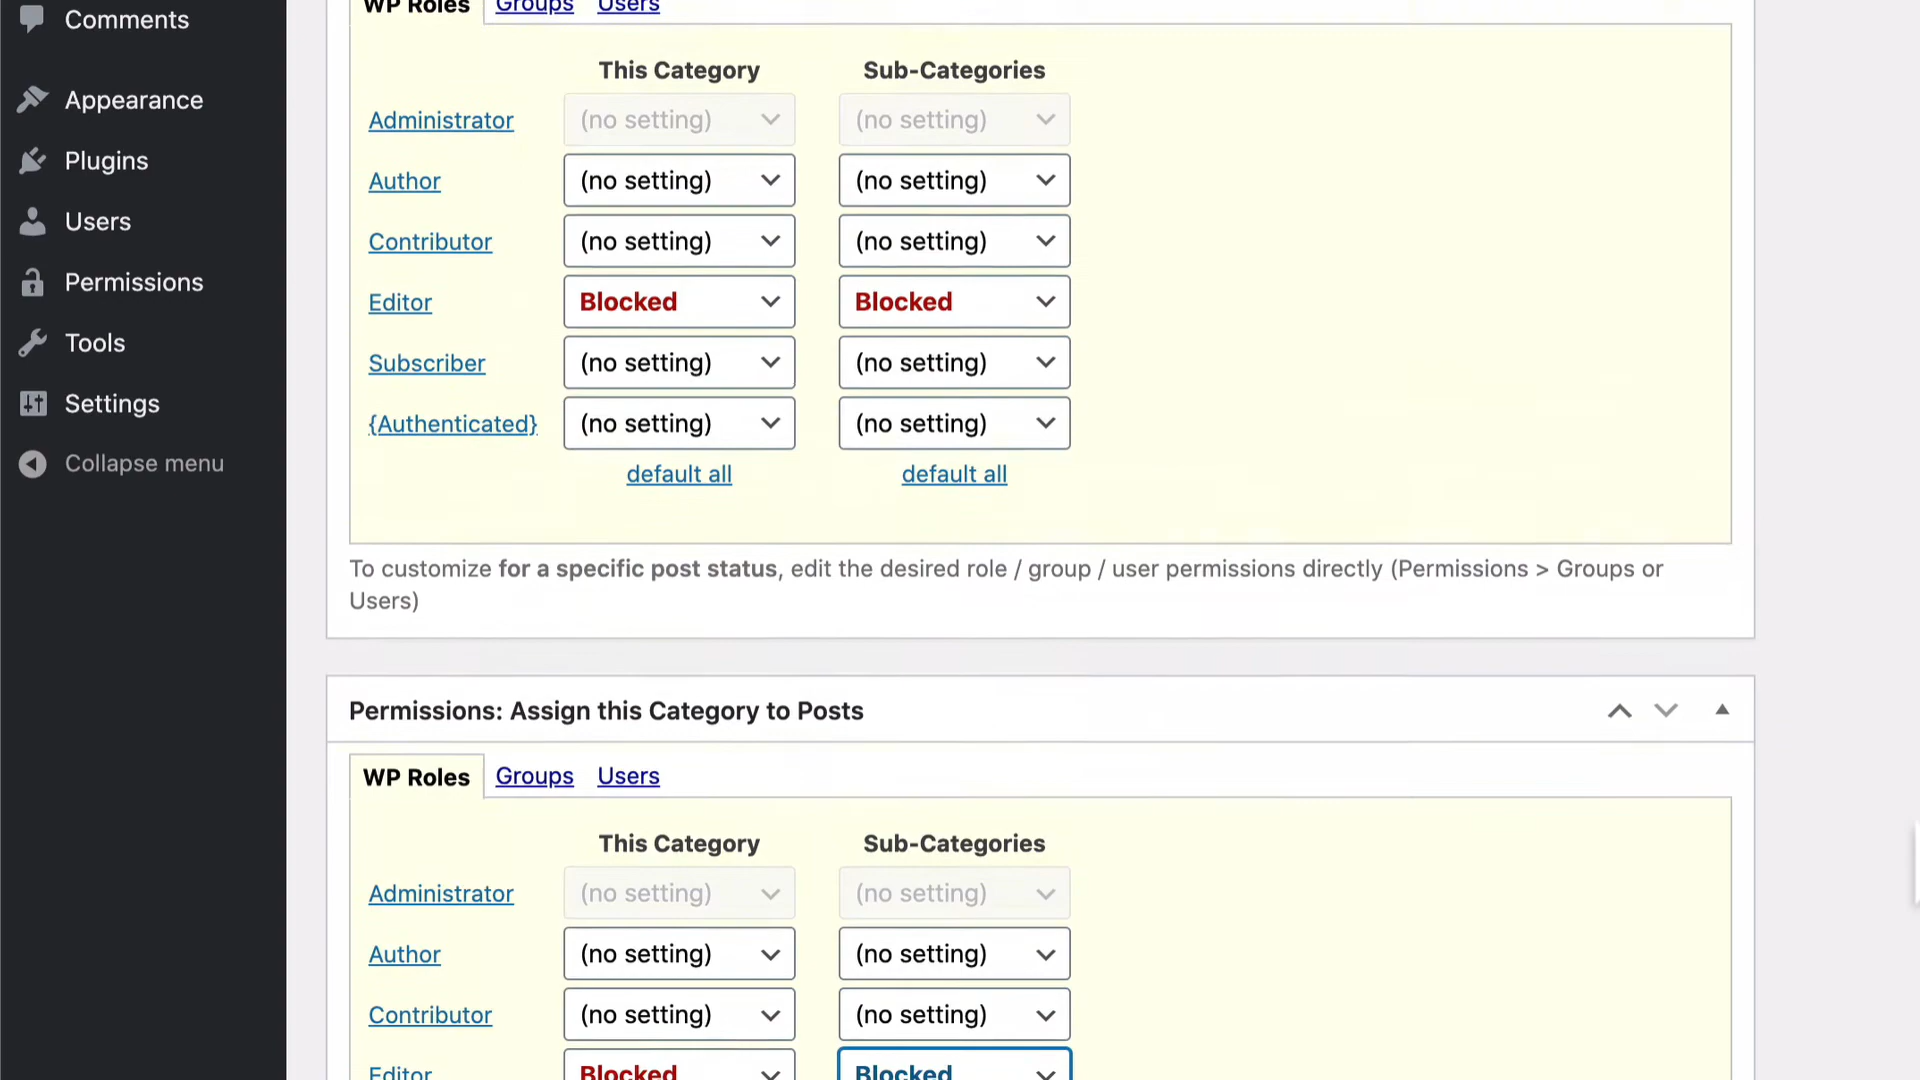 Comments
Appearance
Plugins
Users
Permissions
Tools
Settings
Collapse menu
WP Roles Groups Users
This Category Sub-Categories
Administrator (no setting) (no setting)
Author (no setting) (no setting)
Contributor (no setting) (no setting)
Editor Blocked Blocked
Subscriber (no setting) (no setting)
{Authenticated} (no setting) (no setting)
default all default all
To customize for a specific post status, edit the desired role / group / user permissions directly (Permissions > Groups or
Users)
Permissions: Assign this Category to Posts
WP Roles Groups Users
This Category Sub-Categories
Administrator (no setting) (no setting)
Author (no setting) (no setting)
Contributor (no setting) (no setting)
Editor Blocked Blocked